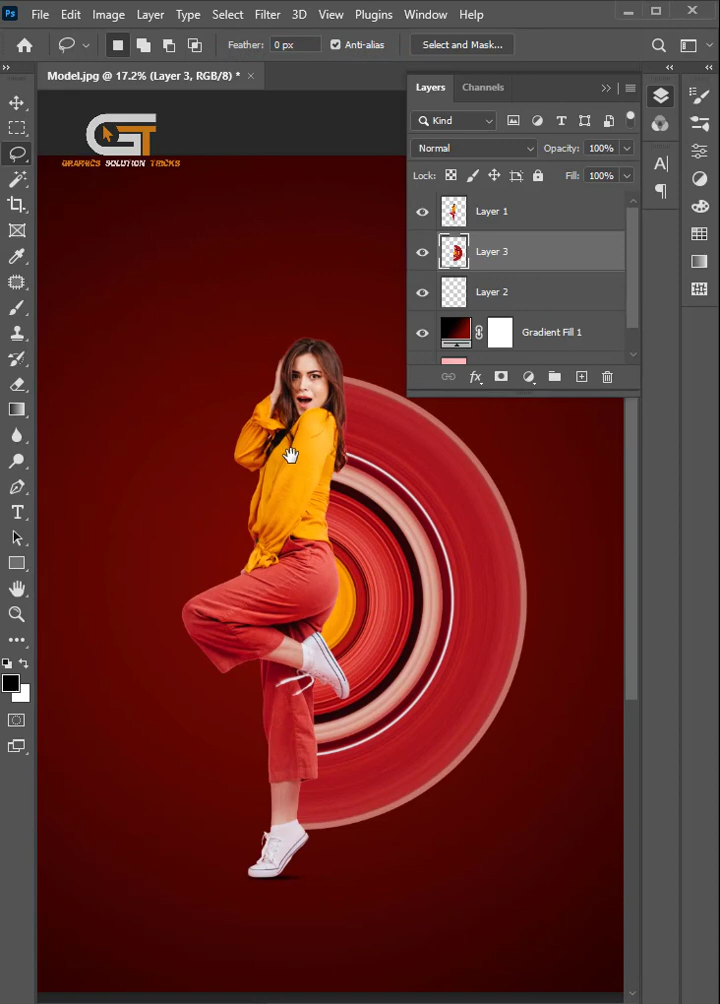 Ps File Edit Image Layer Type Select Filter 3D View Plugins Window Help
Feather: 0 px Anti-alias Select and Mask...
Model.jpg @ 17.2% (Layer 3, RGB/8) *
Layers Channels
Kind
Normal Opacity: 100%
Lock: Fill: 100%
Layer 1
Layer 3
Layer 2
Gradient Fill 1
fx
GT
GRAPHICS SOLUTION TRICKS